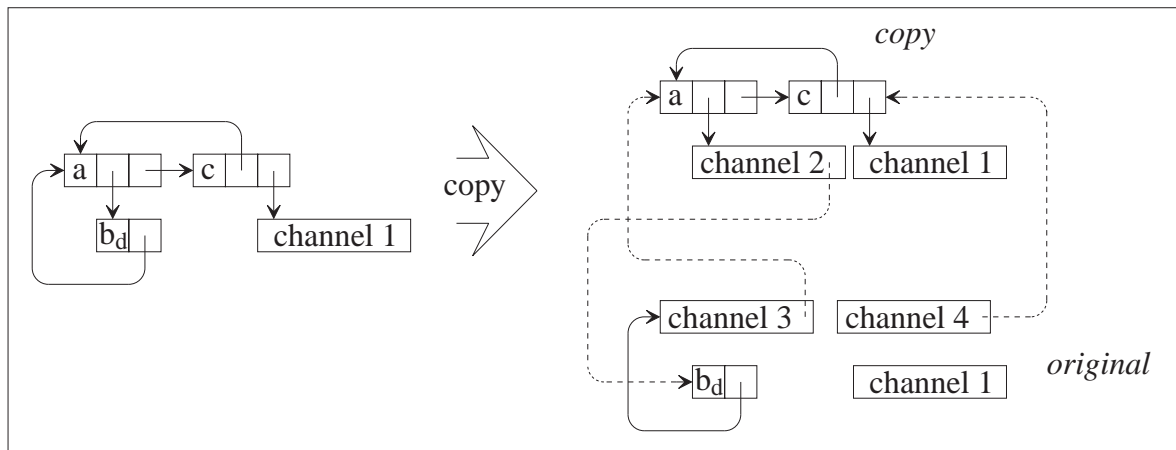 copy
a
c
channel 2
channel 1
a
c
b_d
channel 1
copy
channel 3
channel 4
b_d
channel 1
original